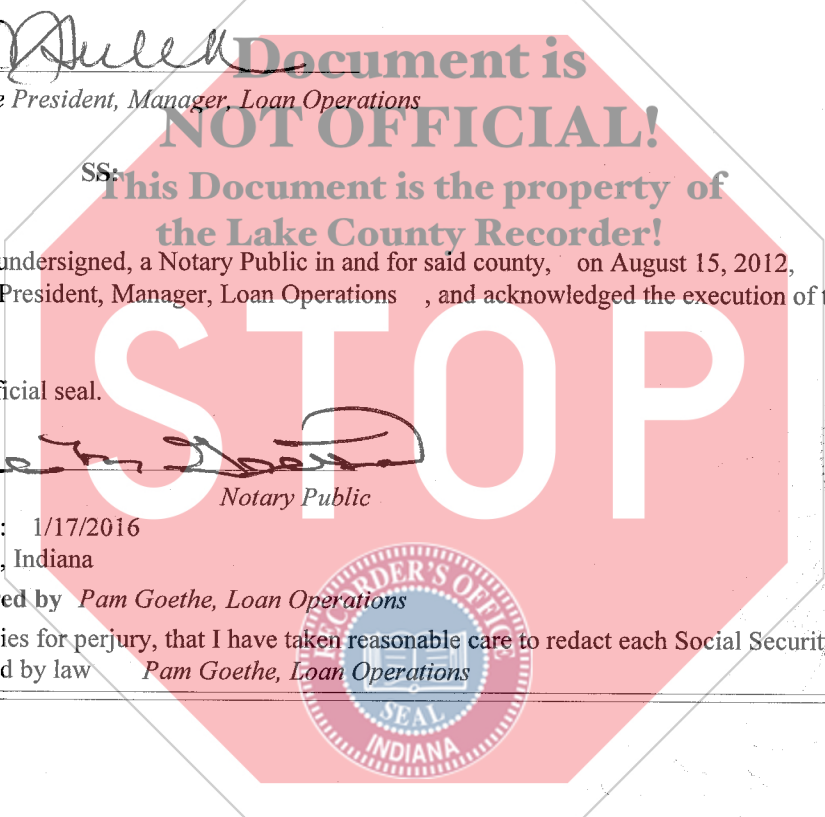 Document is
e President, Manager, Loan Operations
NOT OFFICIAL!
SS:
This Document is the property of
the Lake County Recorder!
undersigned, a Notary Public in and for said county, on August 15, 2012,
President, Manager, Loan Operations , and acknowledged the execution of t
STOP
ficial seal.
Notary Public
: 1/17/2016
, Indiana
ed by Pam Goethe, Loan Operations
ies for perjury, that I have taken reasonable care to redact each Social Securit
d by law Pam Goethe, Loan Operations
RECORDER'S OFFICE
SEAL
INDIANA